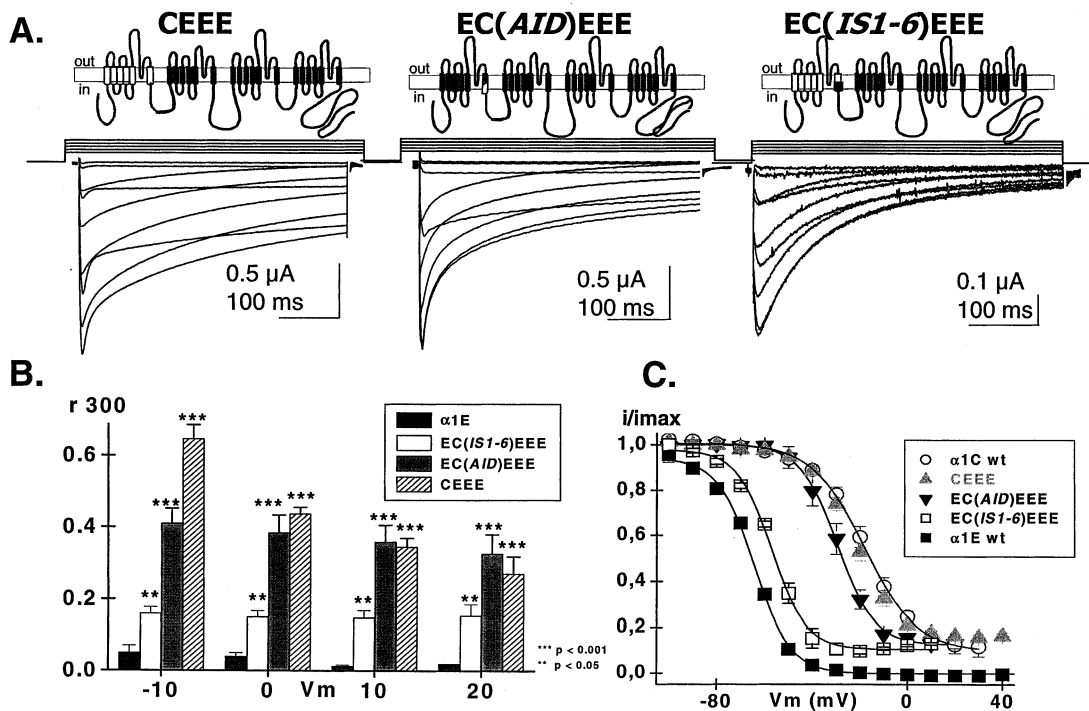 A.
CEEE
EC(AID)EEE
EC(IS1-6)EEE
out
in
out
in
out
in
0.5 µA
100 ms
0.5 µA
100 ms
0.1 µA
100 ms
B.
r 300
0.8
0.6
0.4
0.2
0.0
***
**
***
**
***
***
**
***
***
**
***
***
α1E
EC(IS1-6)EEE
EC(AID)EEE
CEEE
-10
0
Vm
10
20
*** p < 0.001
** p < 0.05
C.
i/imax
1,0
0,8
0,6
0,4
0,2
0,0
α1C wt
CEEE
EC(AID)EEE
EC(IS1-6)EEE
α1E wt
-80
Vm (mV)
0
40